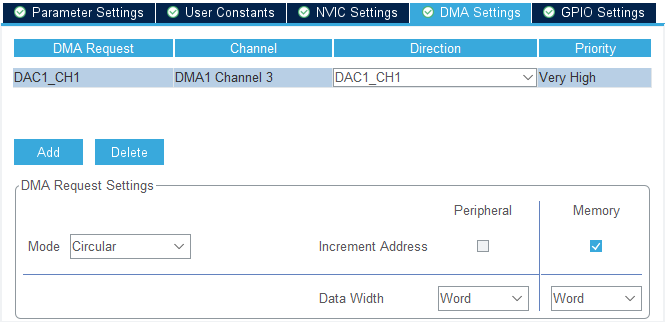 Parameter Settings User Constants NVIC Settings DMA Settings GPIO Settings
DMA Request Channel Direction Priority
DAC1_CH1 DMA1 Channel 3 DAC1_CH1 Very High
Add Delete
DMA Request Settings
Peripheral Memory
Mode Circular Increment Address
Data Width Word Word